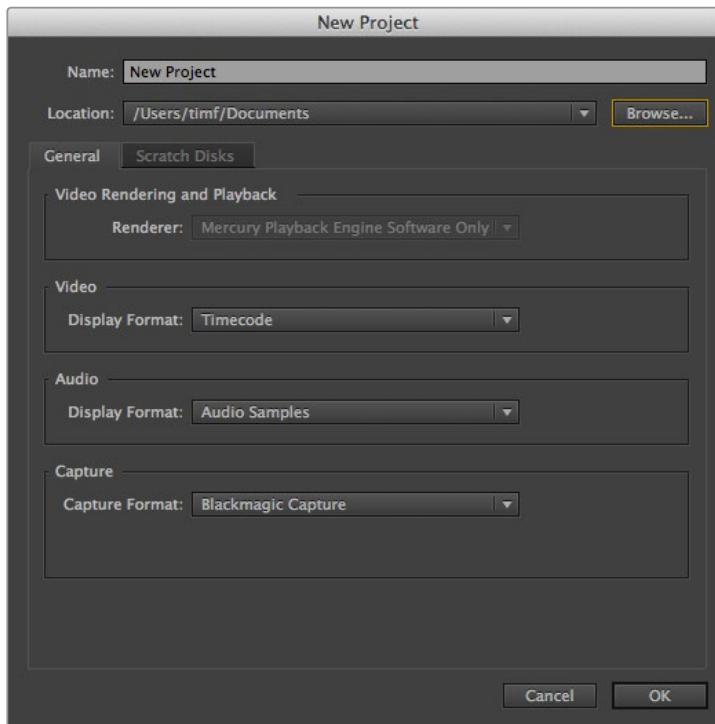 New Project
Name: New Project
Location: /Users/timf/Documents Browse...
General Scratch Disks
Video Rendering and Playback
Renderer: Mercury Playback Engine Software Only
Video
Display Format: Timecode
Audio
Display Format: Audio Samples
Capture
Capture Format: Blackmagic Capture
Cancel OK